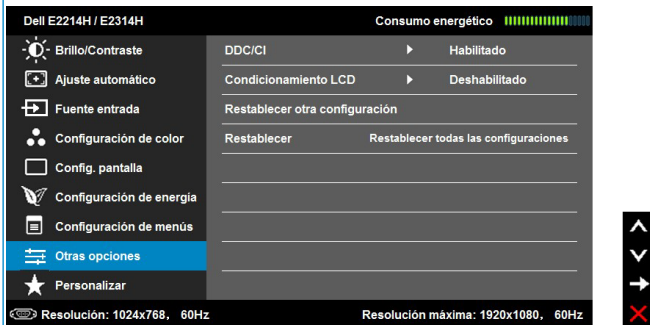 Dell E2214H / E2314H Consumo energético
Brillo/Contraste DDC/CI Habilitado
Ajuste automático Condicionamiento LCD Deshabilitado
Fuente entrada Restablecer otra configuración
Configuración de color Restablecer Restablecer todas las configuraciones
Config. pantalla
Configuración de energía
Configuración de menús
Otras opciones
Personalizar
Resolución: 1024x768, 60Hz Resolución máxima: 1920x1080, 60Hz